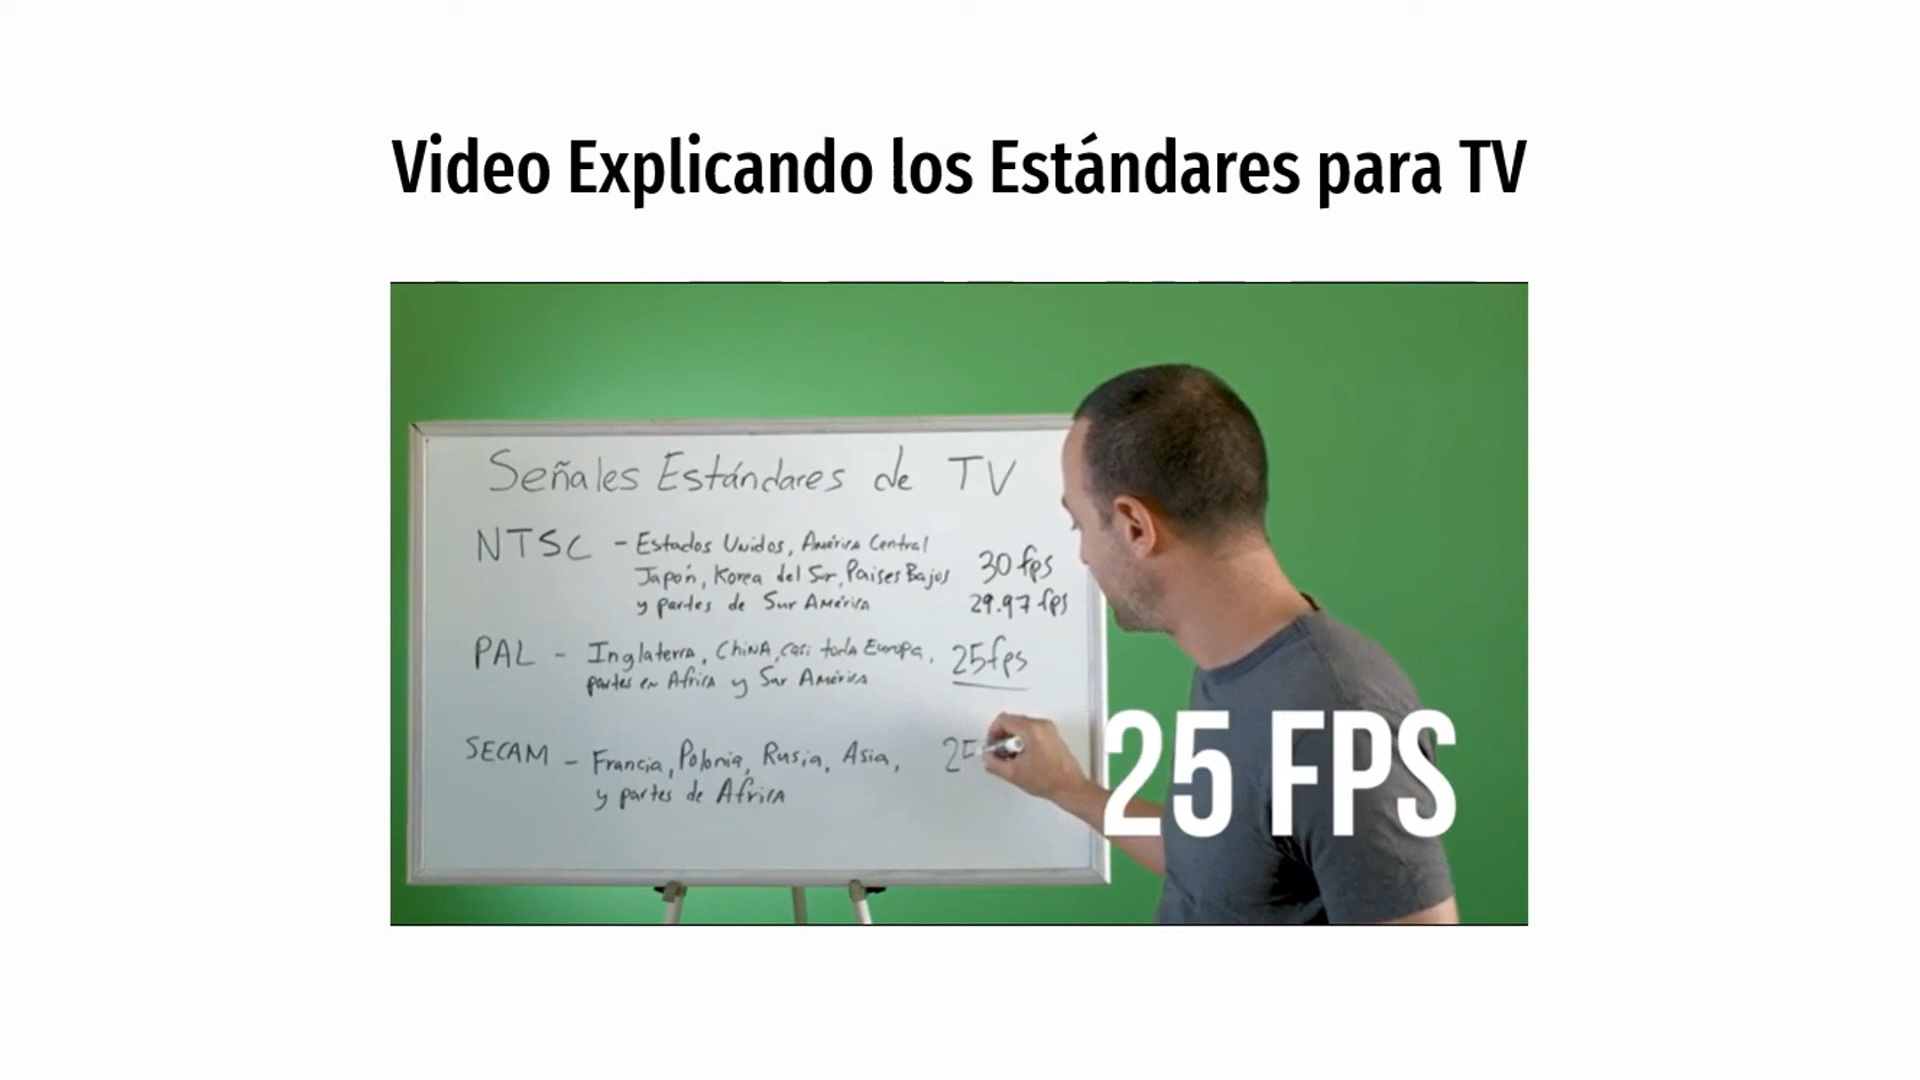 Video Explicando los Estándares para TV
Señales Estándares de TV
NTSC - Estados Unidos, América Central
Japón, Korea del Sur, Paises Bajos
y partes de Sur América
30 fps
29.97 fps
PAL - Inglaterra, China, casi toda Europa,
partes en Africa y Sur América
25fps
SECAM - Francia, Polonia, Rusia, Asia,
y partes de Africa
25
25 FPS